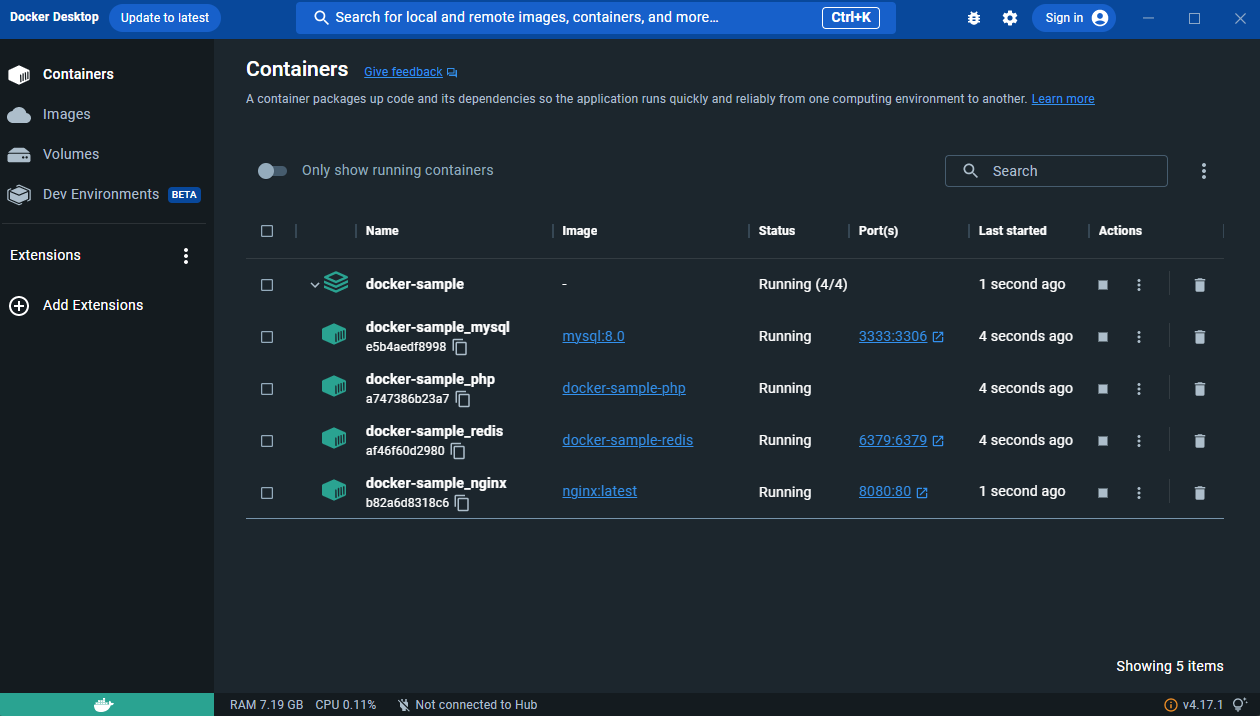 Docker Desktop Update to latest Search for local and remote images, containers, and more... Ctrl+K Sign in
Containers
Images
Volumes
Dev Environments BETA
Extensions
Add Extensions
Containers Give feedback
A container packages up code and its dependencies so the application runs quickly and reliably from one computing environment to another. Learn more
Only show running containers Search
Name Image Status Port(s) Last started Actions
docker-sample - Running (4/4) 1 second ago
docker-sample_mysql
e5b4aedf8998 mysql:8.0 Running 3333:3306 4 seconds ago
docker-sample_php
a747386b23a7 docker-sample-php Running 4 seconds ago
docker-sample_redis
af46f60d2980 docker-sample-redis Running 6379:6379 4 seconds ago
docker-sample_nginx
b82a6d8318c6 nginx:latest Running 8080:80 1 second ago
Showing 5 items
RAM 7.19 GB CPU 0.11% Not connected to Hub v4.17.1